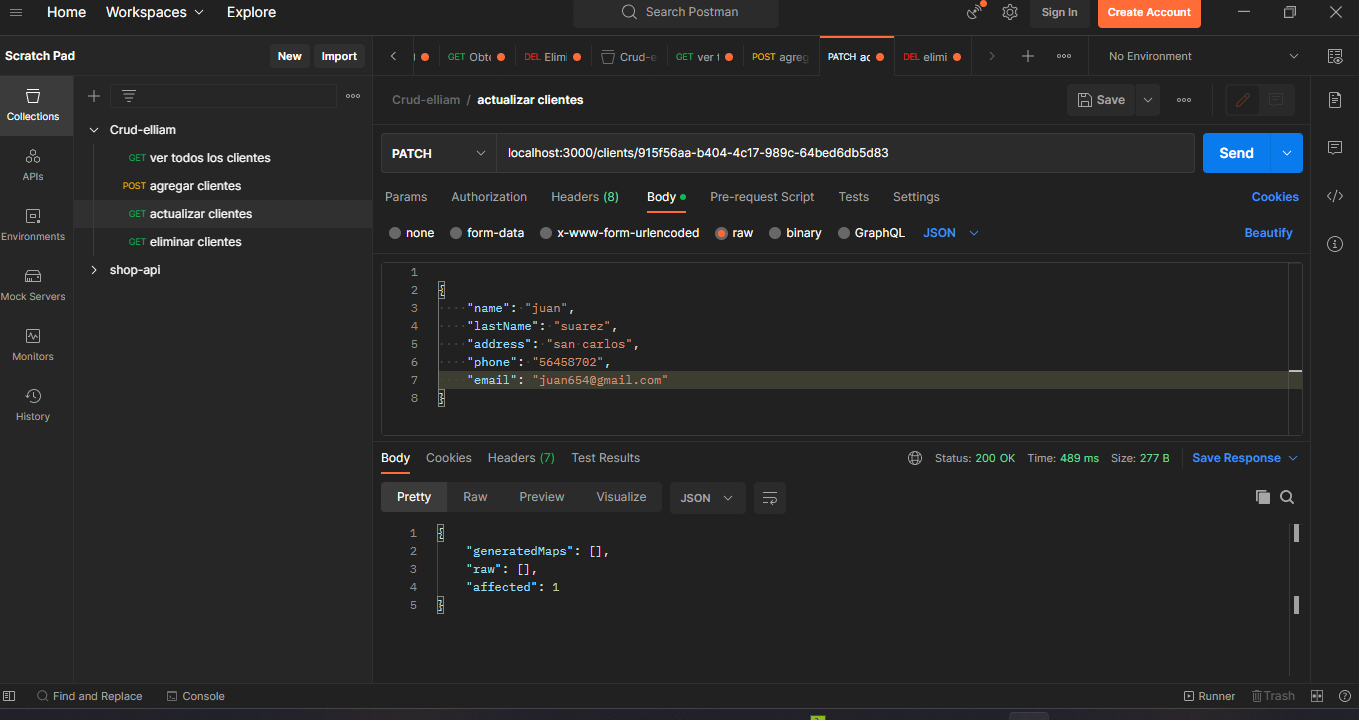 Home Workspaces Explore Search Postman Sign In Create Account
Scratch Pad New Import
GET Obte DEL Elimi Crud-e GET ver t POST agreg PATCH ac DEL elimi No Environment
Collections
APIs
Environments
Mock Servers
Monitors
History
Crud-elliam
GET ver todos los clientes
POST agregar clientes
GET actualizar clientes
GET eliminar clientes
shop-api
Crud-elliam / actualizar clientes Save
PATCH localhost:3000/clients/915f56aa-b404-4c17-989c-64bed6db5d83 Send
Params Authorization Headers (8) Body Pre-request Script Tests Settings Cookies
none form-data x-www-form-urlencoded raw binary GraphQL JSON Beautify
1
2 {
3 "name": "juan",
4 "lastName": "suarez",
5 "address": "san carlos",
6 "phone": "56458702",
7 "email": "juan654@gmail.com"
8 }
Body Cookies Headers (7) Test Results Status: 200 OK Time: 489 ms Size: 277 B Save Response
Pretty Raw Preview Visualize JSON
1 {
2 "generatedMaps": [],
3 "raw": [],
4 "affected": 1
5 }
Find and Replace Console Runner Trash